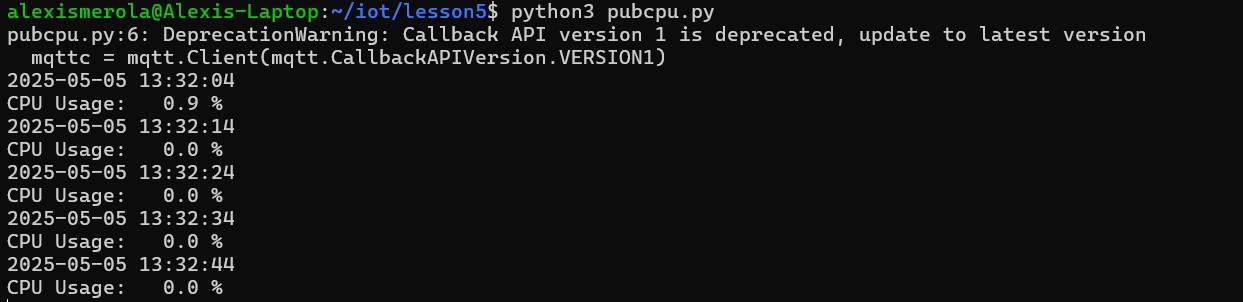 alexismerola@Alexis-Laptop:~/iot/lesson5$ python3 pubcpu.py
pubcpu.py:6: DeprecationWarning: Callback API version 1 is deprecated, update to latest version
  mqttc = mqtt.Client(mqtt.CallbackAPIVersion.VERSION1)
2025-05-05 13:32:04
CPU Usage:   0.9 %
2025-05-05 13:32:14
CPU Usage:   0.0 %
2025-05-05 13:32:24
CPU Usage:   0.0 %
2025-05-05 13:32:34
CPU Usage:   0.0 %
2025-05-05 13:32:44
CPU Usage:   0.0 %